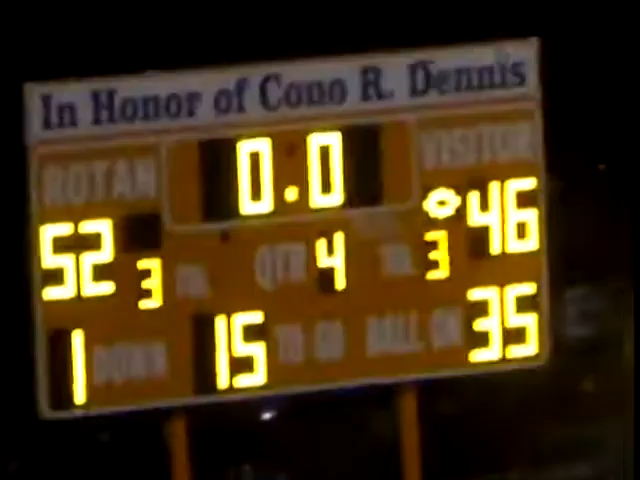 In Honor of Cono R. Dennis
ROTAN 0.0 VISITOR
52 3 QTR 4 3 46
1 DOWN 15 TO GO BALL ON 35